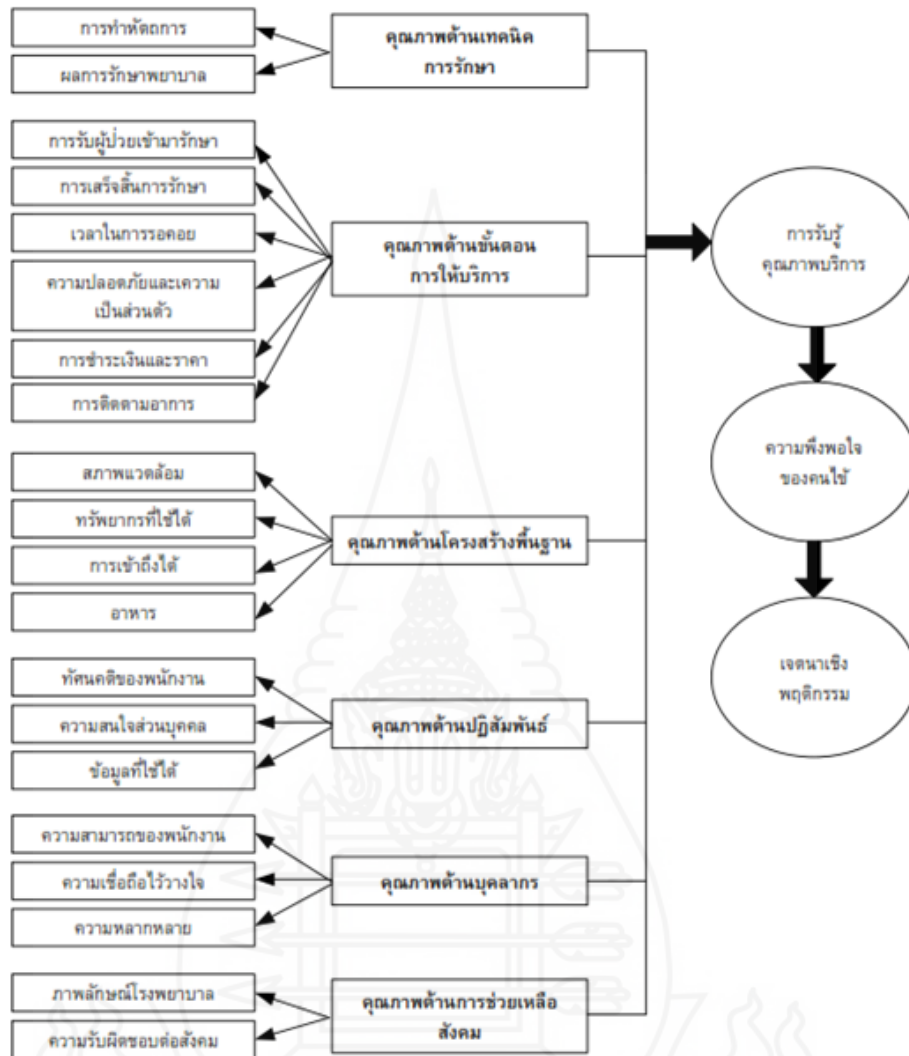 การทำหัตถการ
ผลการรักษาพยาบาล
คุณภาพด้านเทคนิค
การรักษา
การรับผู้ป่วยเข้ามารักษา
การเสร็จสิ้นการรักษา
เวลาในการรอคอย
ความปลอดภัยและเความ
เป็นส่วนตัว
การชำระเงินและราคา
การติดตามอาการ
คุณภาพด้านขั้นตอน
การให้บริการ
สภาพแวดล้อม
ทรัพยากรที่ใช้ได้
การเข้าถึงได้
อาหาร
คุณภาพด้านโครงสร้างพื้นฐาน
ทัศนคติของพนักงาน
ความสนใจส่วนบุคคล
ข้อมูลที่ใช้ได้
คุณภาพด้านปฏิสัมพันธ์
ความสามารถของพนักงาน
ความเชื่อถือไว้วางใจ
ความหลากหลาย
คุณภาพด้านบุคลากร
ภาพลักษณ์โรงพยาบาล
ความรับผิดชอบต่อสังคม
คุณภาพด้านการช่วยเหลือ
สังคม
การรับรู้
คุณภาพบริการ
ความพึงพอใจ
ของคนไข้
เจตนาเชิง
พฤติกรรม